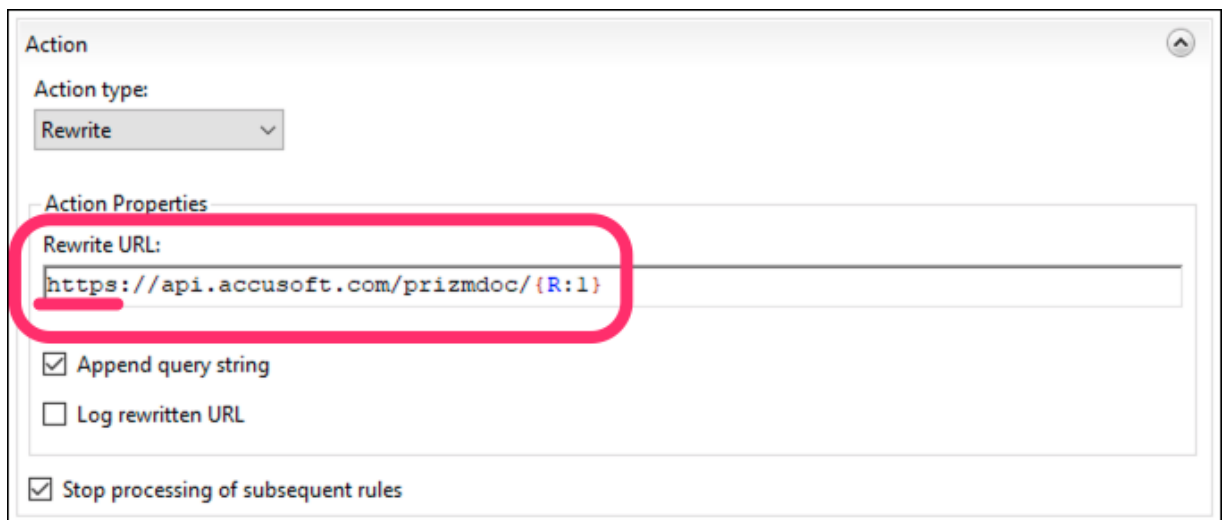 Action
Action type:
Rewrite
Action Properties
Rewrite URL:
https://api.accusoft.com/prizmdoc/{R:1}
Append query string
Log rewritten URL
Stop processing of subsequent rules